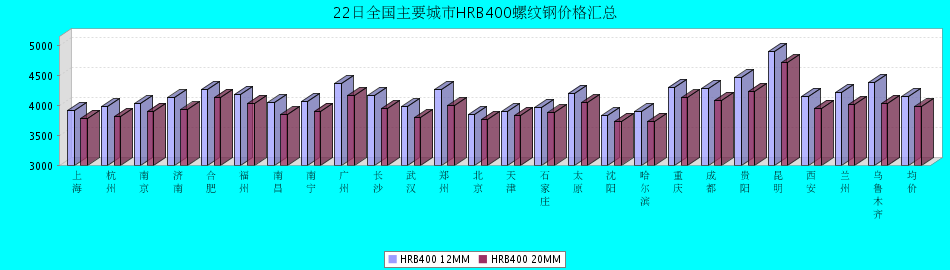 22日全国主要城市HRB400螺纹钢价格汇总
5000
4500
4000
3500
3000
上海
杭州
南京
济南
合肥
福州
南昌
南宁
广州
长沙
武汉
郑州
北京
天津
石家庄
太原
沈阳
哈尔滨
重庆
成都
贵阳
昆明
西安
兰州
乌鲁木齐
均价
HRB400 12MM HRB400 20MM